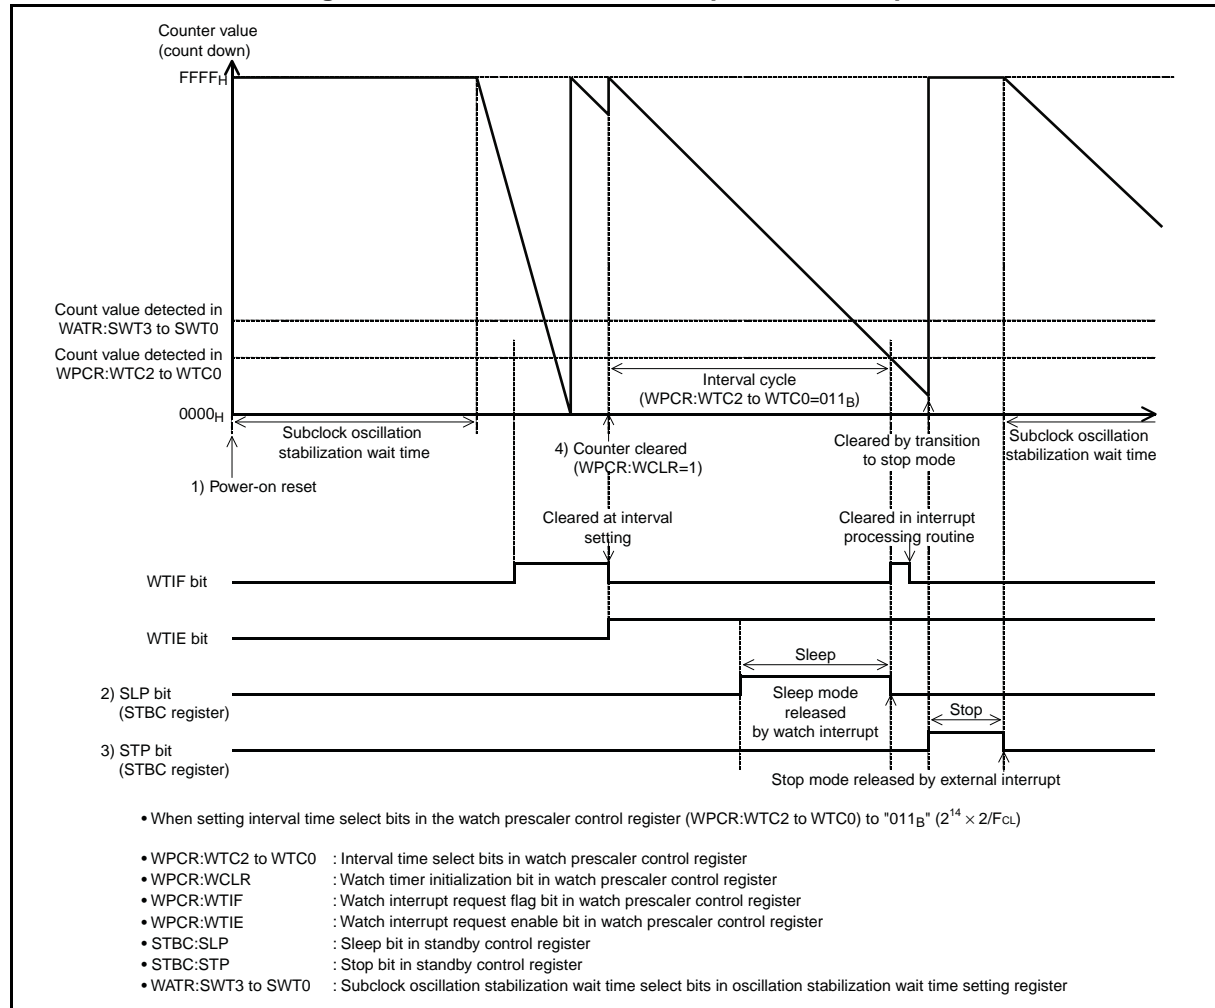 Counter value
(count down)
FFFFH
Count value detected in
WATR:SWT3 to SWT0
Count value detected in
WPCR:WTC2 to WTC0
Interval cycle
(WPCR:WTC2 to WTC0=011B)
0000H
Subclock oscillation
stabilization wait time
4) Counter cleared
(WPCR:WCLR=1)
Cleared by transition
to stop mode
Subclock oscillation
stabilization wait time
1) Power-on reset
Cleared at interval
setting
Cleared in interrupt
processing routine
WTIF bit
WTIE bit
Sleep
2) SLP bit
(STBC register)
Sleep mode
released
by watch interrupt
Stop
3) STP bit
(STBC register)
Stop mode released by external interrupt
• When setting interval time select bits in the watch prescaler control register (WPCR:WTC2 to WTC0) to "011B" (2^14 × 2/FCL)
• WPCR:WTC2 to WTC0 : Interval time select bits in watch prescaler control register
• WPCR:WCLR : Watch timer initialization bit in watch prescaler control register
• WPCR:WTIF : Watch interrupt request flag bit in watch prescaler control register
• WPCR:WTIE : Watch interrupt request enable bit in watch prescaler control register
• STBC:SLP : Sleep bit in standby control register
• STBC:STP : Stop bit in standby control register
• WATR:SWT3 to SWT0 : Subclock oscillation stabilization wait time select bits in oscillation stabilization wait time setting register